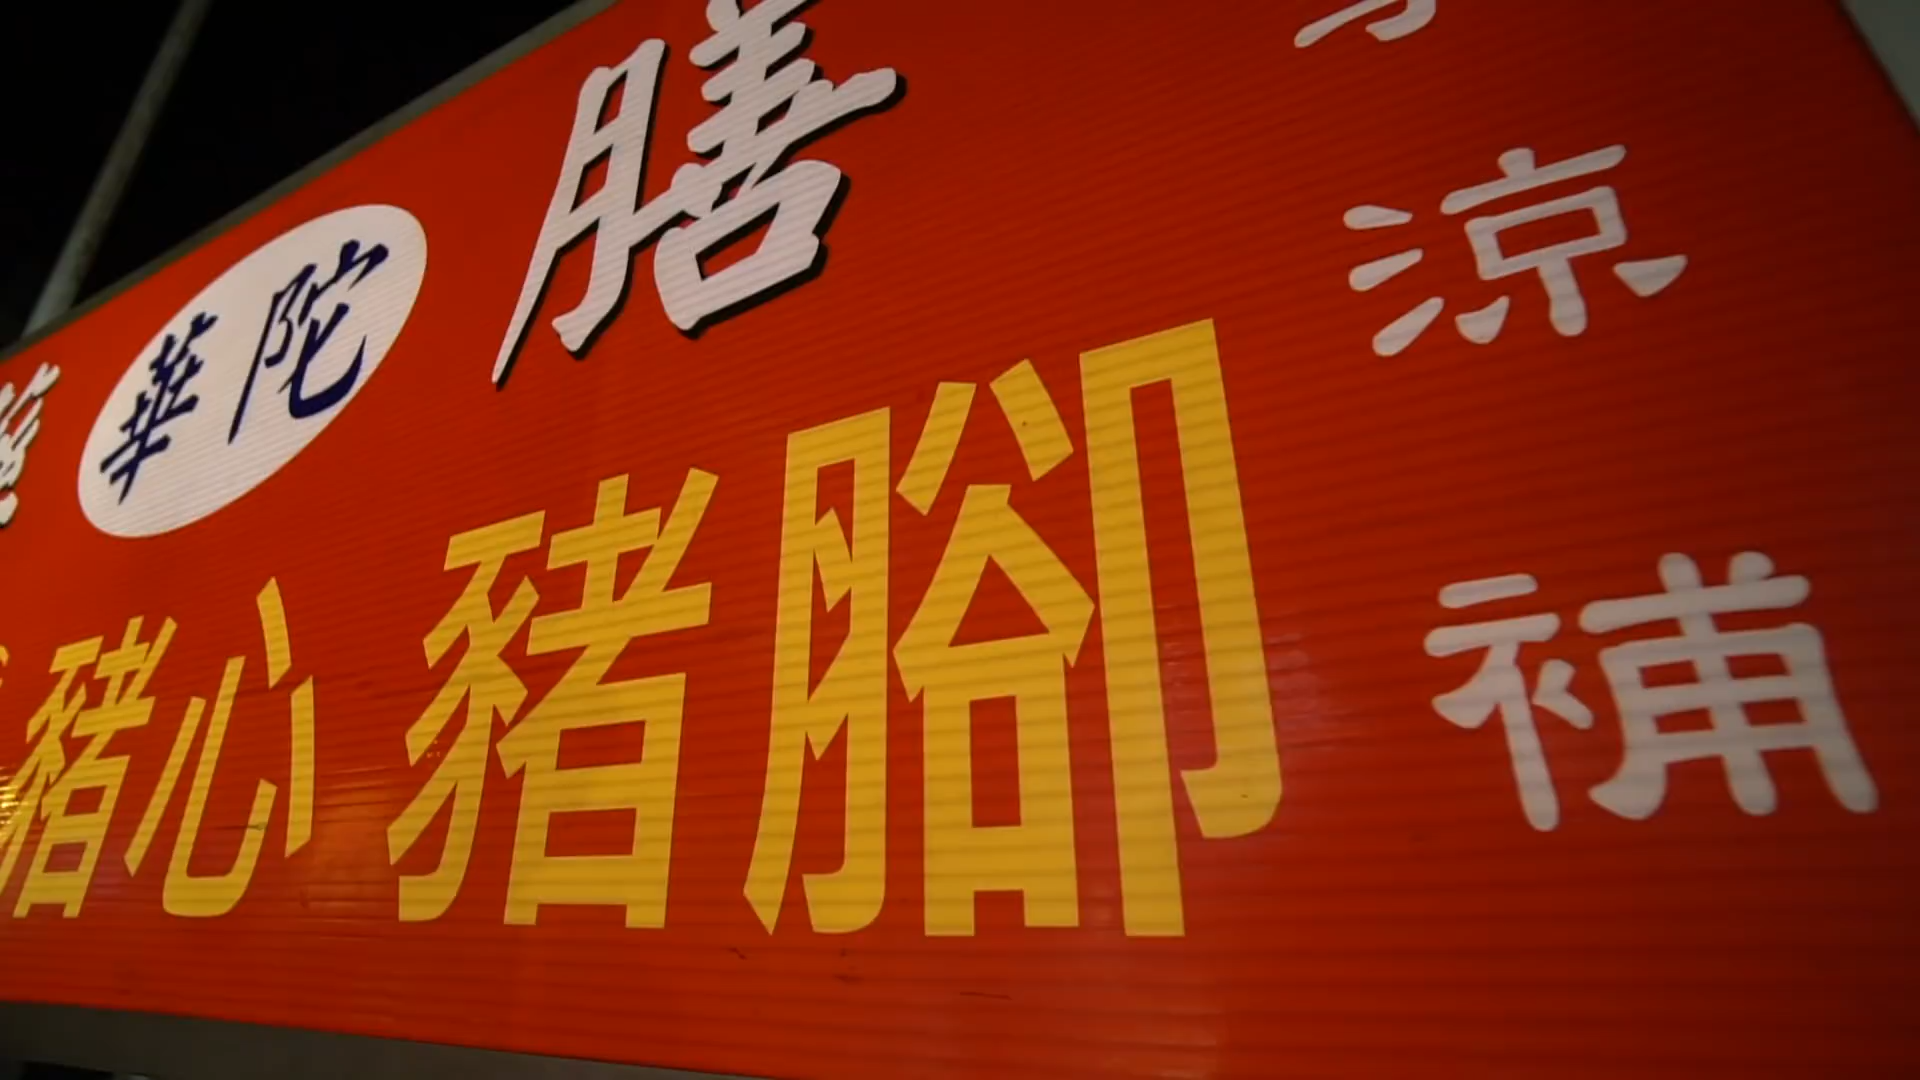 華陀 膳
豬心 豬腳
涼補